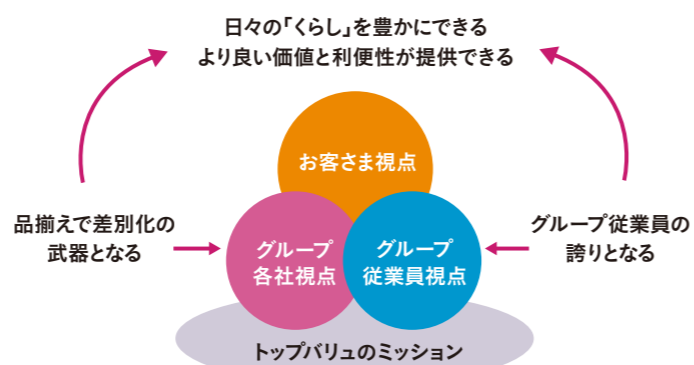 日々の「くらし」を豊かにできる
より良い価値と利便性が提供できる
お客さま視点
品揃えで差別化の
武器となる
グループ
各社視点
グループ
従業員視点
グループ従業員の
誇りとなる
トップバリュのミッション